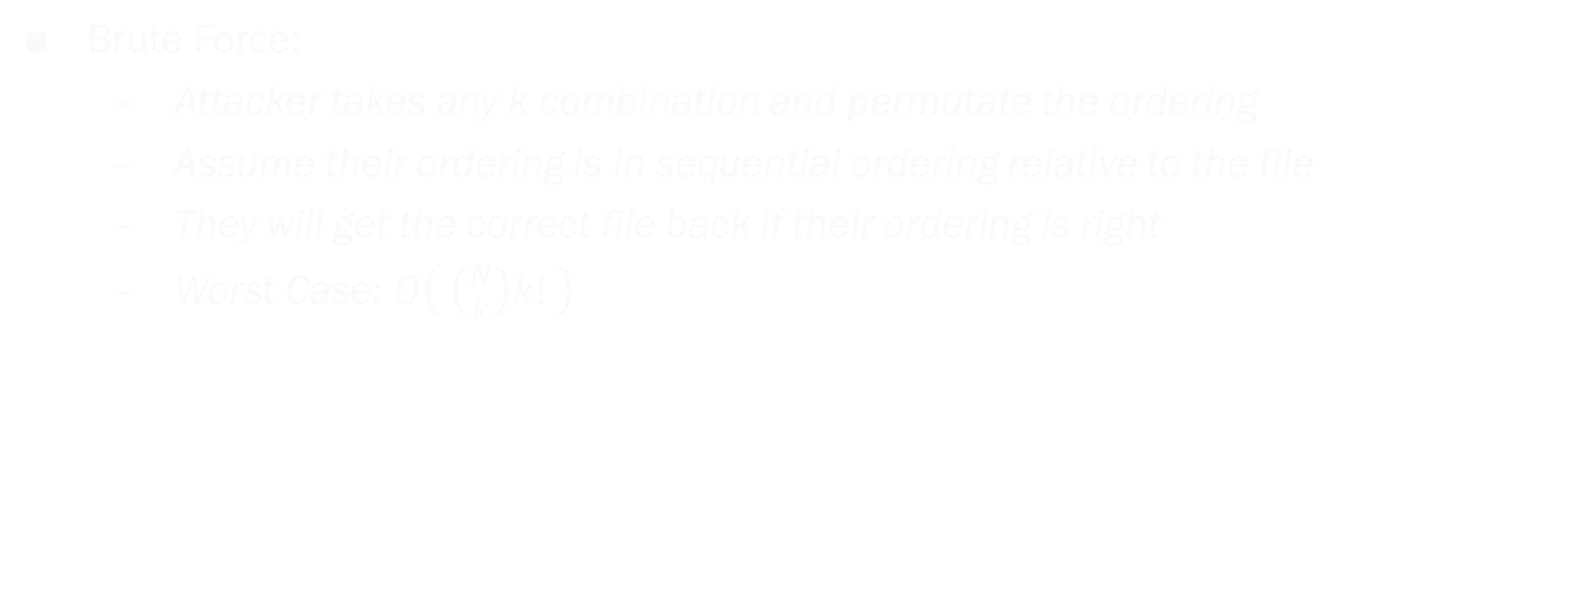 ▪ Brute Force:
– Attacker takes any k combination and permutate the ordering
– Assume their ordering is in sequential ordering relative to the file
– They will get the correct file back if their ordering is right
– Worst Case: O( (N k) k! )